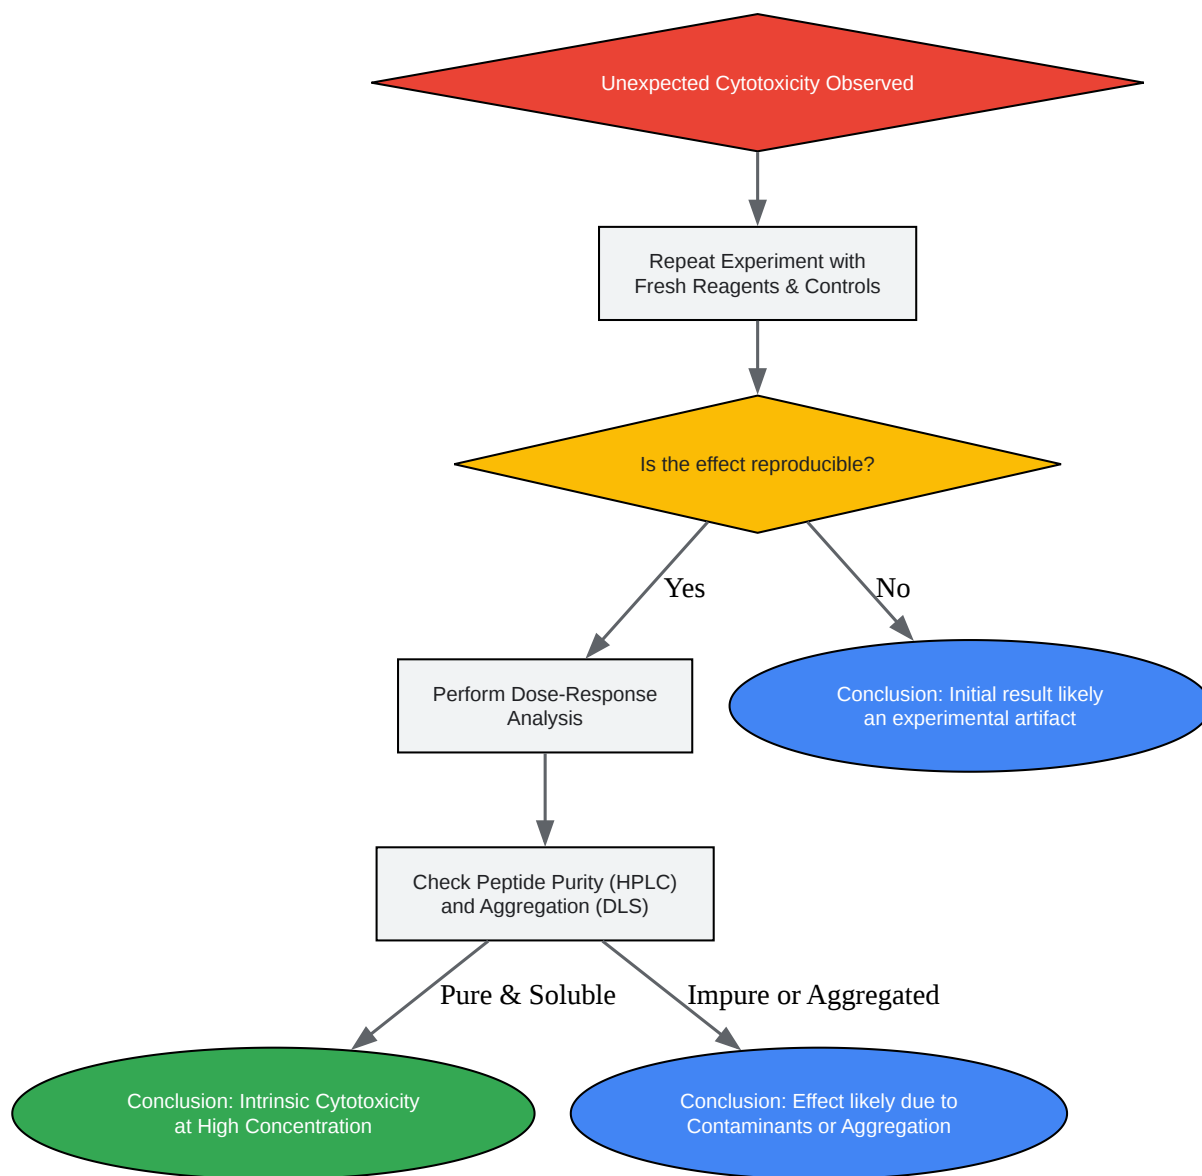 Unexpected Cytotoxicity Observed
Repeat Experiment with
Fresh Reagents & Controls
Is the effect reproducible?
Yes
No
Perform Dose-Response
Analysis
Conclusion: Initial result likely
an experimental artifact
Check Peptide Purity (HPLC)
and Aggregation (DLS)
Pure & Soluble
Impure or Aggregated
Conclusion: Intrinsic Cytotoxicity
at High Concentration
Conclusion: Effect likely due to
Contaminants or Aggregation